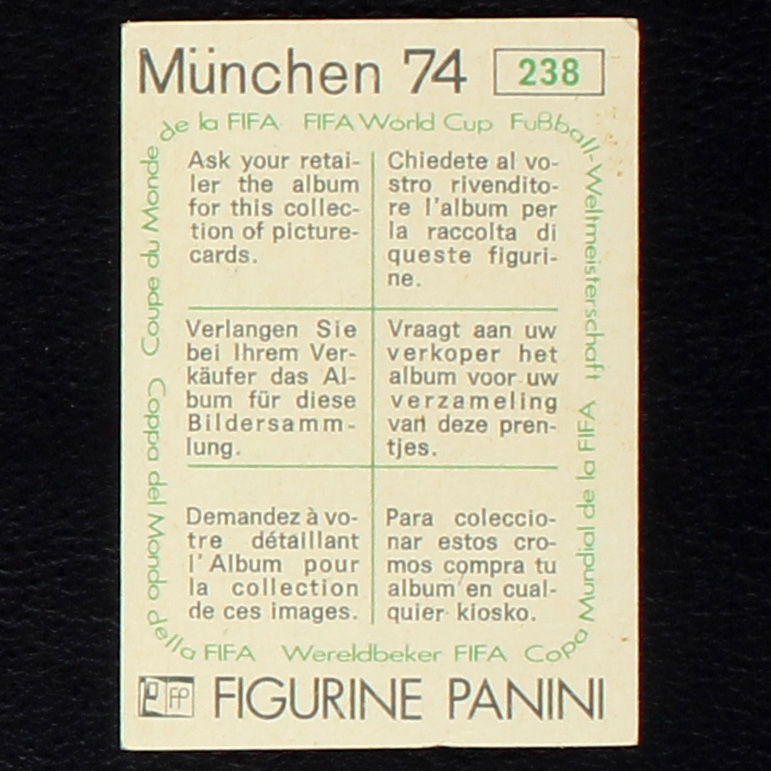 München 74 238
de la FIFA FIFA World Cup Fußball-Weltmeisterschaft
Ask your retai-
ler the album
for this collec-
tion of picture-
cards.
Chiedete al vo-
stro rivendito-
re l'album per
la raccolta di
queste figuri-
ne.
Verlangen Sie
bei Ihrem Ver-
käufer das Al-
bum für diese
Bildersamm-
lung.
Vraagt aan uw
verkoper het
album voor uw
verzameling
van deze pren-
tjes.
Demandez à vo-
tre détaillant
l'Album pour
la collection
de ces images.
Para coleccio-
nar estos cro-
mos compra tu
album en cual-
quier kiosko.
Coupe du Monde
Coppa del Mondo
della FIFA Wereldbeker FIFA Copa Mundial de la FIFA
FP FIGURINE PANINI